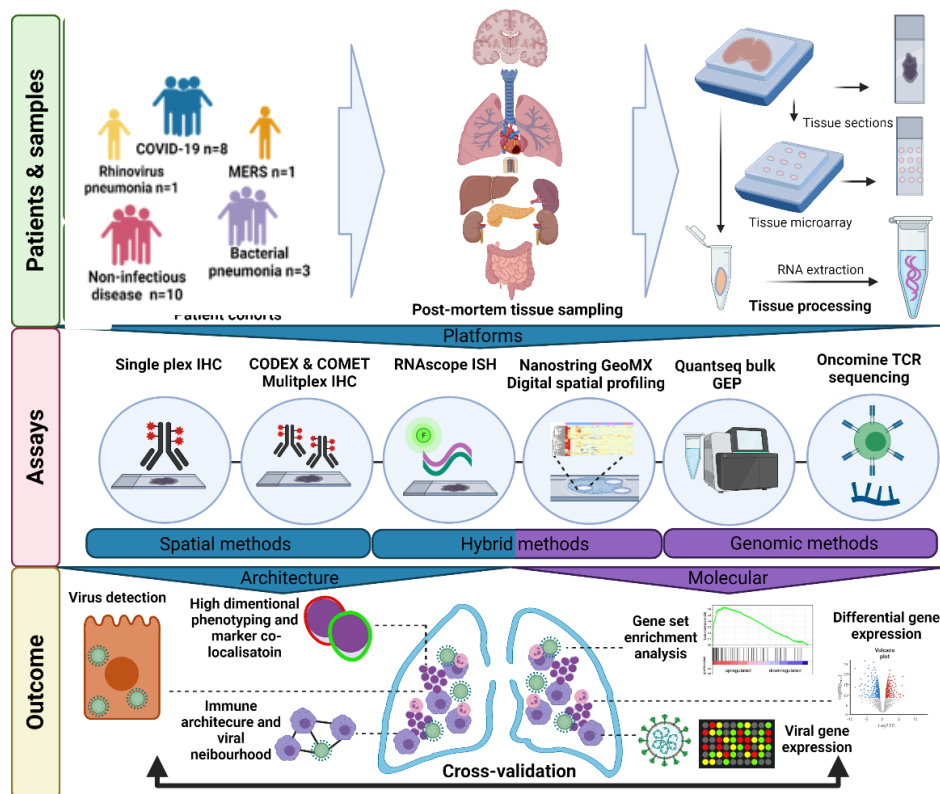 Patients & samples
COVID-19 n=8
Rhinovirus
pneumonia n=1
MERS n=1
Non-infectious
disease n=10
Bacterial
pneumonia n=3
Patient cohorts
Post-mortem tissue sampling
Tissue sections
Tissue microarray
RNA extraction
Tissue processing
Assays
Platforms
Single plex IHC
CODEX & COMET
Mulitplex IHC
RNAscope ISH
Nanostring GeoMX
Digital spatial profiling
Quantseq bulk
GEP
Oncomine TCR
sequencing
F
Spatial methods
Hybrid methods
Genomic methods
Outcome
Architecture
Molecular
Virus detection
High dimentional
phenotyping and
marker co-
localisatoin
Immune
architecure and
viral
neibourhood
Gene set
enrichment
analysis
upregulated
downregulated
Differential gene
expression
Volcano
plot
Viral gene
expression
Cross-validation